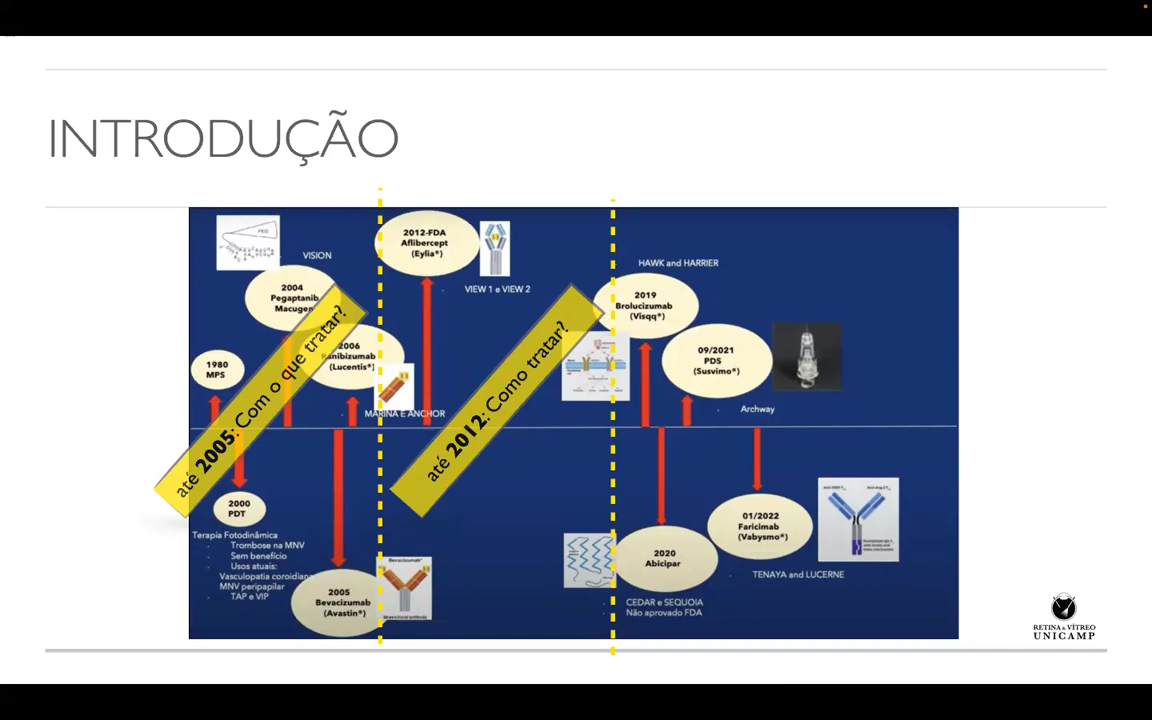 INTRODUÇÃO
VISION
2004
Pegaptanib
Macugen
2006
Ranibizumab
(Lucentis®)
1980
MPS
MARINA E ANCHOR
2012-FDA
Aflibercept
(Eylia®)
VIEW 1 e VIEW 2
até 2005: Com o que tratar?
até 2012: Como tratar?
HAWK and HARRIER
2019
Brolucizumab
(Visqq®)
09/2021
PDS
(Susvimo®)
Archway
2000
PDT
Terapia Fotodinâmica
Trombose na MNV
Sem benefício
Usos atuais:
Vasculopatia coroidiana
MNV peripapilar
TAP e VIP
2005
Bevacizumab
(Avastin®)
Bevacizumab
2020
Abicipar
CEDAR e SEQUOIA
Não aprovado FDA
01/2022
Faricimab
(Vabysmo®)
TENAYA and LUCERNE
RETINA & VÍTREO
UNICAMP